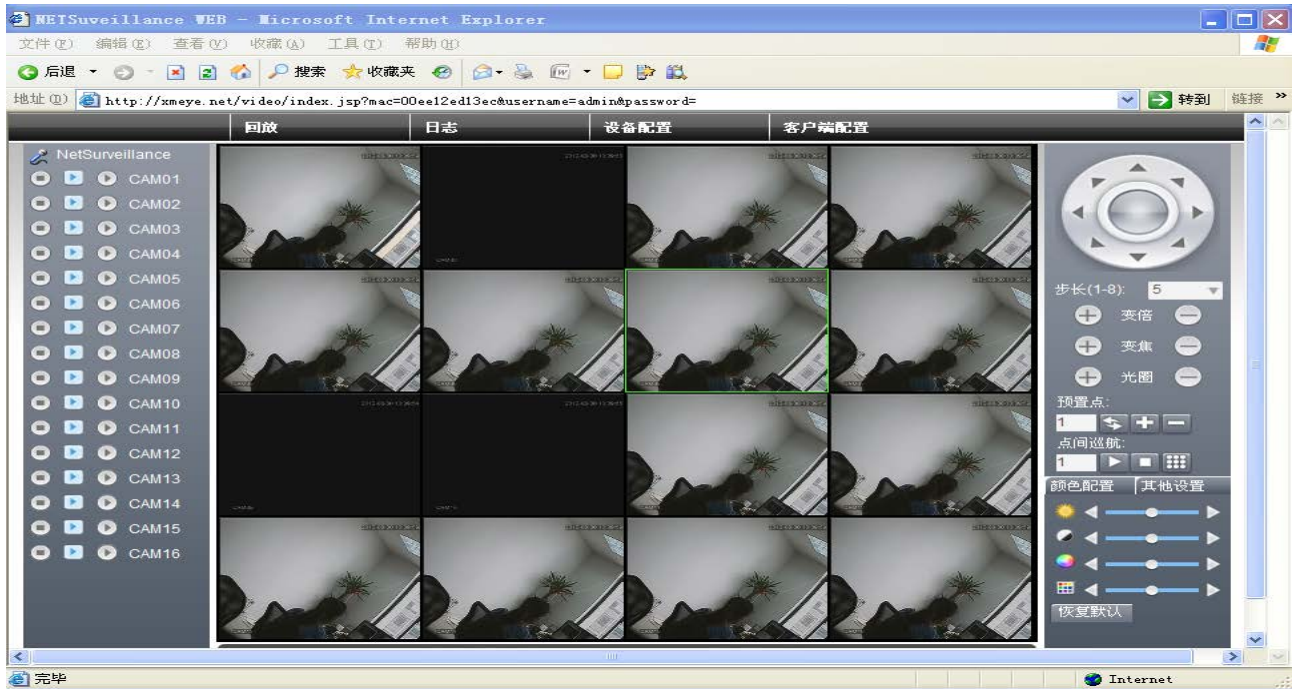 NETSuveillance WEB - Microsoft Internet Explorer
文件(F) 编辑(E) 查看(V) 收藏(A) 工具(T) 帮助(H)
后退 搜索 收藏夹
地址(D) http://xmeye.net/video/index.jsp?mac=00ee12ed13ec&username=admin&password= 转到 链接 »
回放 日志 设备配置 客户端配置
NetSurveillance
CAM01
CAM02
CAM03
CAM04
CAM05
CAM06
CAM07
CAM08
CAM09
CAM10
CAM11
CAM12
CAM13
CAM14
CAM15
CAM16
步长(1-8): 5
变倍
变焦
光圈
预置点:
1
点间巡航:
1
颜色配置 其他设置
恢复默认
完毕 Internet